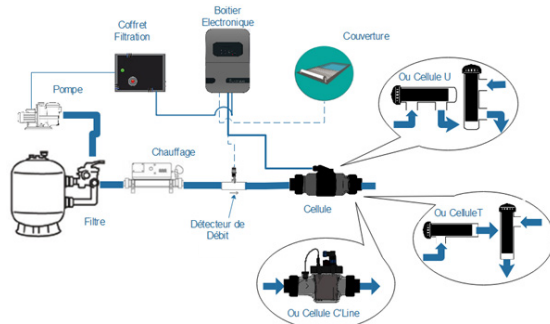 Coffret
Filtration
Boitier
Electronique
Couverture
Pompe
Ou Cellule U
Chauffage
Filtre
Détecteur de
Débit
Cellule
Ou CelluleT
Ou Cellule C'Line